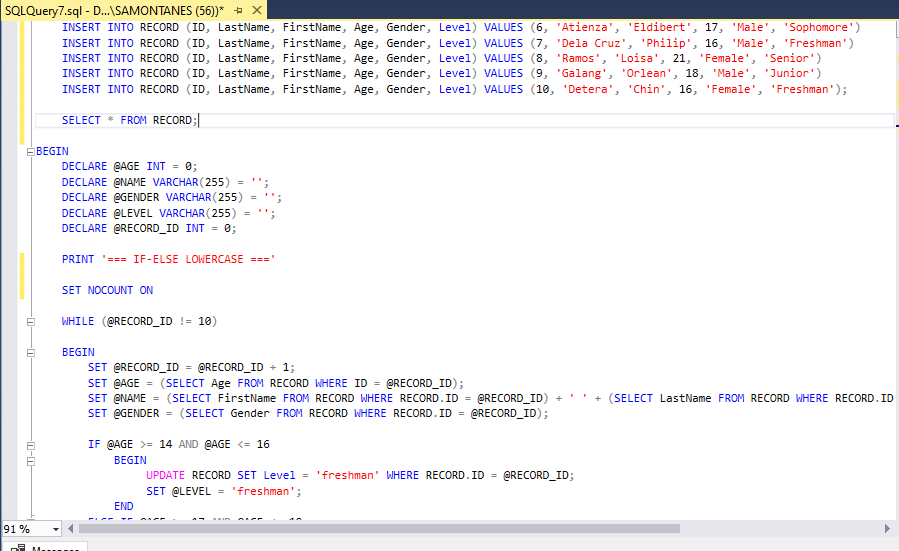 SQLQuery7.sql - D...\SAMONTANES (56))*
INSERT INTO RECORD (ID, LastName, FirstName, Age, Gender, Level) VALUES (6, 'Atienza', 'Eldibert', 17, 'Male', 'Sophomore')
INSERT INTO RECORD (ID, LastName, FirstName, Age, Gender, Level) VALUES (7, 'Dela Cruz', 'Philip', 16, 'Male', 'Freshman')
INSERT INTO RECORD (ID, LastName, FirstName, Age, Gender, Level) VALUES (8, 'Ramos', 'Loisa', 21, 'Female', 'Senior')
INSERT INTO RECORD (ID, LastName, FirstName, Age, Gender, Level) VALUES (9, 'Galang', 'Orlean', 18, 'Male', 'Junior')
INSERT INTO RECORD (ID, LastName, FirstName, Age, Gender, Level) VALUES (10, 'Detera', 'Chin', 16, 'Female', 'Freshman');
SELECT * FROM RECORD;
BEGIN
DECLARE @AGE INT = 0;
DECLARE @NAME VARCHAR(255) = '';
DECLARE @GENDER VARCHAR(255) = '';
DECLARE @LEVEL VARCHAR(255) = '';
DECLARE @RECORD_ID INT = 0;
PRINT '=== IF-ELSE LOWERCASE ==='
SET NOCOUNT ON
WHILE (@RECORD_ID != 10)
BEGIN
SET @RECORD_ID = @RECORD_ID + 1;
SET @AGE = (SELECT Age FROM RECORD WHERE ID = @RECORD_ID);
SET @NAME = (SELECT FirstName FROM RECORD WHERE RECORD.ID = @RECORD_ID) + ' ' + (SELECT LastName FROM RECORD WHERE RECORD.ID
SET @GENDER = (SELECT Gender FROM RECORD WHERE RECORD.ID = @RECORD_ID);
IF @AGE >= 14 AND @AGE <= 16
BEGIN
UPDATE RECORD SET Level = 'freshman' WHERE RECORD.ID = @RECORD_ID;
SET @LEVEL = 'freshman';
END
91 %
Messages